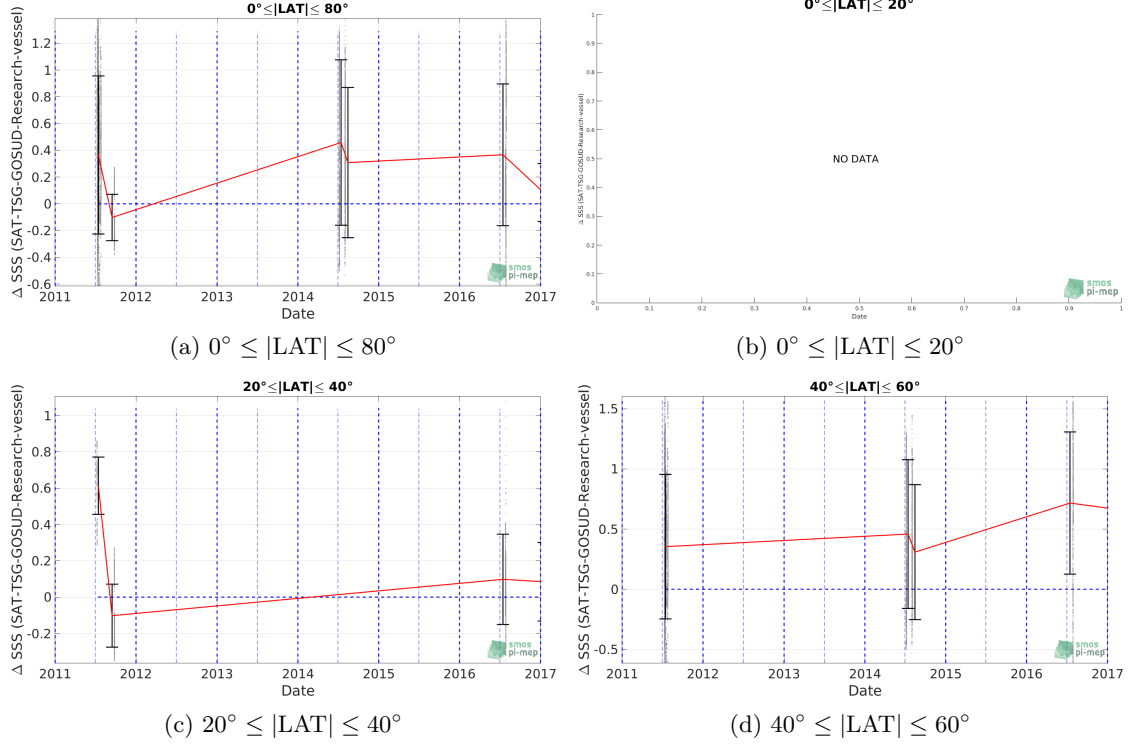 0°≤|LAT|≤ 80°
Δ SSS (SAT-TSG-GOSUD-Research-vessel)
1.2
1
0.8
0.6
0.4
0.2
0
-0.2
-0.4
-0.6
2011 2012 2013 2014 2015 2016 2017
Date
smos
pi-mep
(a) 0° ≤ |LAT| ≤ 80°
0°≤|LAT|≤ 20°
Δ SSS (SAT-TSG-GOSUD-Research-vessel)
1
0.9
0.8
0.7
0.6
0.5
0.4
0.3
0.2
0.1
0
NO DATA
0 0.1 0.2 0.3 0.4 0.5 0.6 0.7 0.8 0.9 1
Date
smos
pi-mep
(b) 0° ≤ |LAT| ≤ 20°
20°≤|LAT|≤ 40°
Δ SSS (SAT-TSG-GOSUD-Research-vessel)
1
0.8
0.6
0.4
0.2
0
-0.2
2011 2012 2013 2014 2015 2016 2017
Date
smos
pi-mep
(c) 20° ≤ |LAT| ≤ 40°
40°≤|LAT|≤ 60°
Δ SSS (SAT-TSG-GOSUD-Research-vessel)
1.5
1
0.5
0
-0.5
2011 2012 2013 2014 2015 2016 2017
Date
smos
pi-mep
(d) 40° ≤ |LAT| ≤ 60°